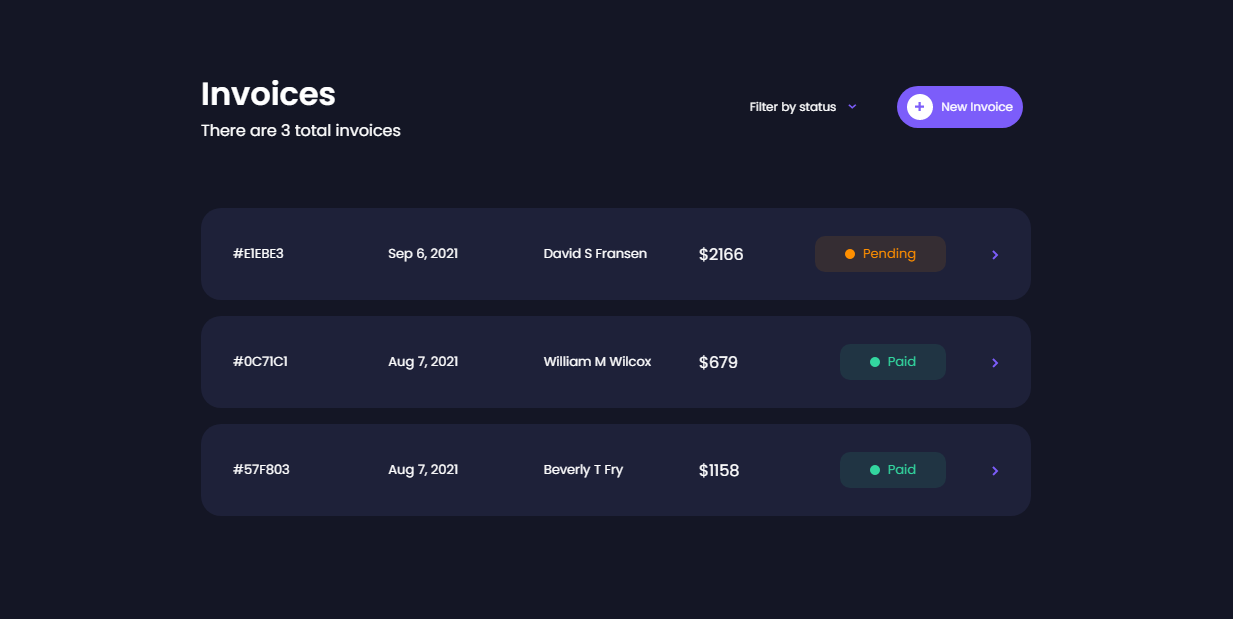 Invoices
There are 3 total invoices
Filter by status
New Invoice
#E1EBE3 Sep 6, 2021 David S Fransen $2166 Pending
#0C71C1 Aug 7, 2021 William M Wilcox $679 Paid
#57F803 Aug 7, 2021 Beverly T Fry $1158 Paid